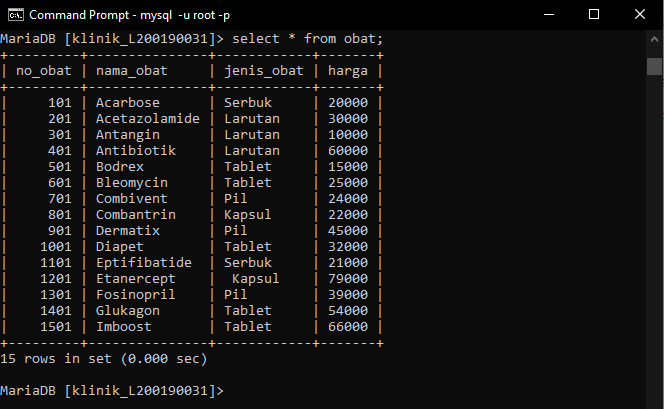 Command Prompt - mysql -u root -p
MariaDB [klinik_L200190031]> select * from obat;
+---------+---------------+------------+-------+
| no_obat | nama_obat     | jenis_obat | harga |
+---------+---------------+------------+-------+
|     101 | Acarbose      | Serbuk     | 20000 |
|     201 | Acetazolamide | Larutan    | 30000 |
|     301 | Antangin      | Larutan    | 10000 |
|     401 | Antibiotik    | Larutan    | 60000 |
|     501 | Bodrex        | Tablet     | 15000 |
|     601 | Bleomycin     | Tablet     | 25000 |
|     701 | Combivent     | Pil        | 24000 |
|     801 | Combantrin    | Kapsul     | 22000 |
|     901 | Dermatix      | Pil        | 45000 |
|    1001 | Diapet        | Tablet     | 32000 |
|    1101 | Eptifibatide  | Serbuk     | 21000 |
|    1201 | Etanercept    |  Kapsul    | 79000 |
|    1301 | Fosinopril    | Pil        | 39000 |
|    1401 | Glukagon      | Tablet     | 54000 |
|    1501 | Imboost       | Tablet     | 66000 |
+---------+---------------+------------+-------+
15 rows in set (0.000 sec)
MariaDB [klinik_L200190031]>